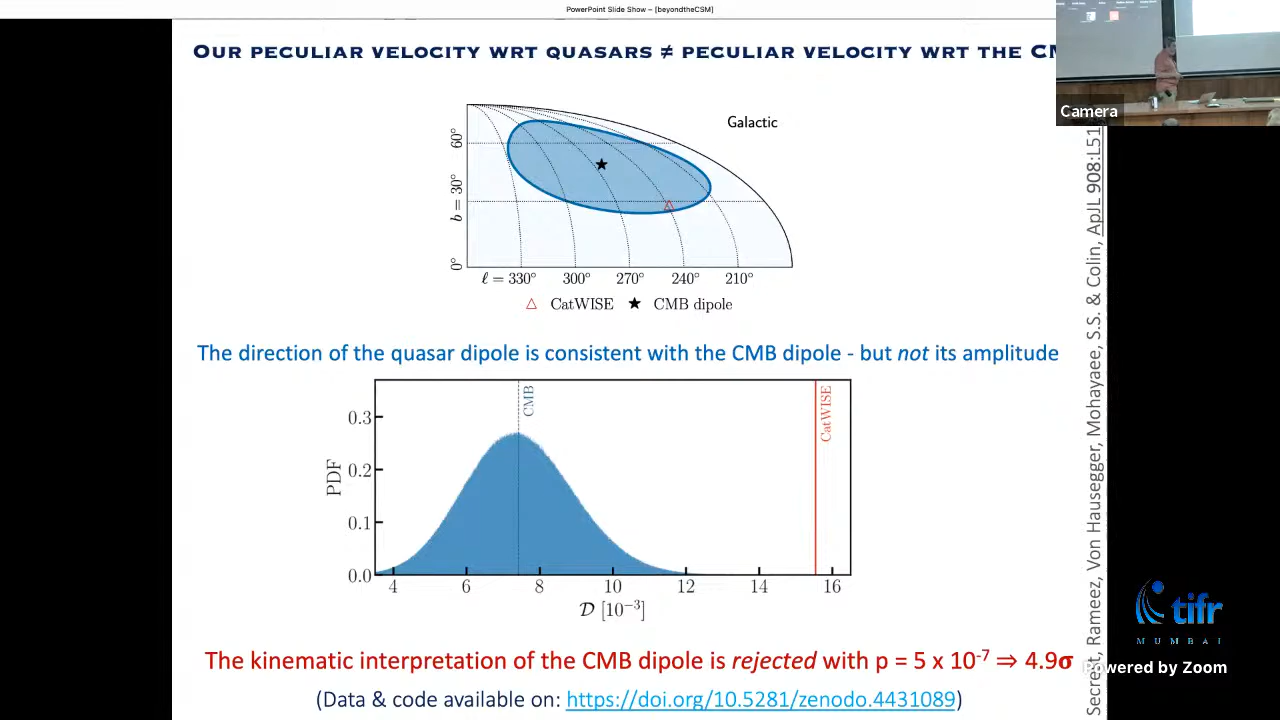 PowerPoint Slide Show – [beyondtheCSM]
OUR PECULIAR VELOCITY WRT QUASARS ≠ PECULIAR VELOCITY WRT THE
Camera
Galactic
60°
b = 30°
0°
ℓ = 330° 300° 270° 240° 210°
△ CatWISE ★ CMB dipole
The direction of the quasar dipole is consistent with the CMB dipole - but not its amplitude
CMB
CatWISE
PDF
0.3
0.2
0.1
0.0
4 6 8 10 12 14 16
𝒟 [10⁻³]
The kinematic interpretation of the CMB dipole is rejected with p = 5 x 10⁻⁷ ⇒ 4.9σ
(Data & code available on: https://doi.org/10.5281/zenodo.4431089)
Secrest, Rameez, Von Hausegger, Mohayaee, S.S. & Colin, ApJL 908:L51
tifr
MUMBAI
Powered by Zoom